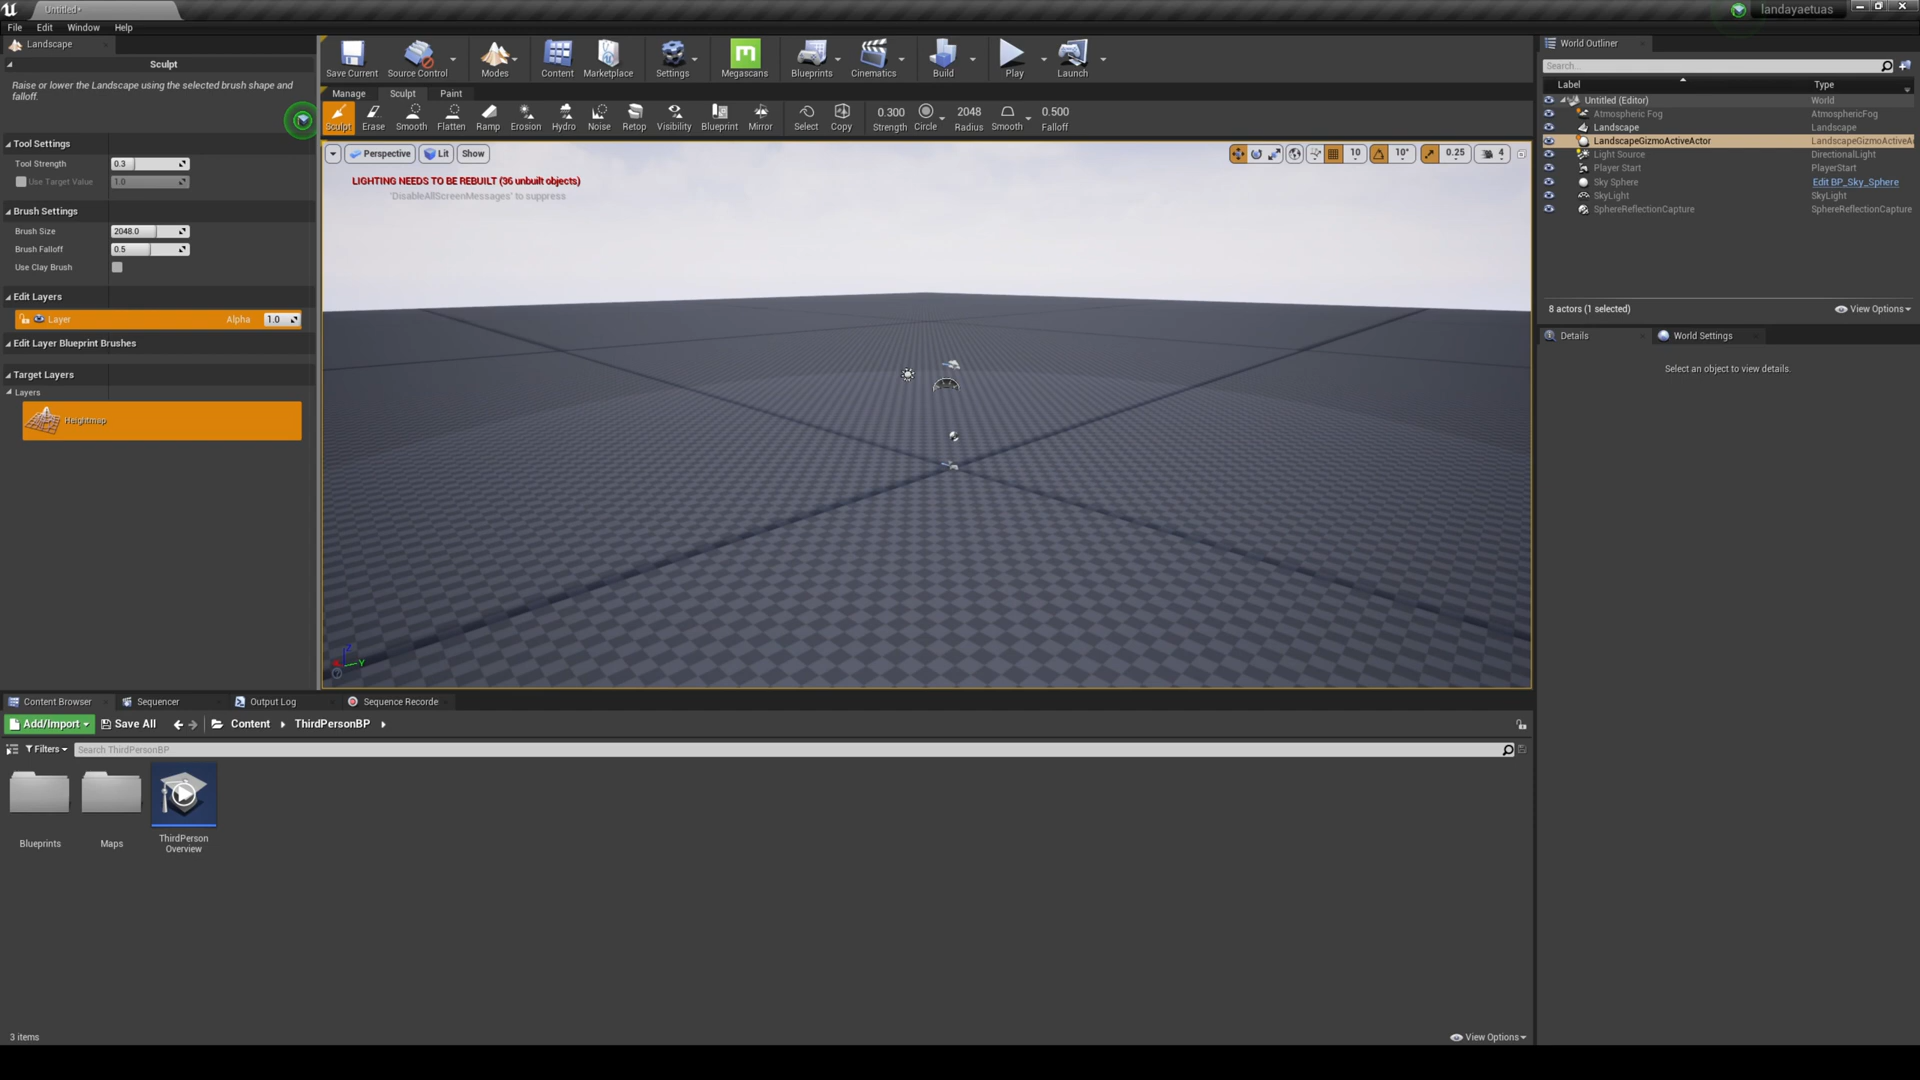 Untitled•
landayaetuas
File Edit Window Help
Landscape
Sculpt
Raise or lower the Landscape using the selected brush shape and
falloff.
Tool Settings
Tool Strength 0.3
Use Target Value 1.0
Brush Settings
Brush Size 2048.0
Brush Falloff 0.5
Use Clay Brush
Edit Layers
Layer Alpha 1.0
Edit Layer Blueprint Brushes
Target Layers
Layers
Heightmap
Save Current Source Control Modes Content Marketplace Settings Megascans Blueprints Cinematics Build Play Launch
Manage Sculpt Paint
Sculpt Erase Smooth Flatten Ramp Erosion Hydro Noise Retop Visibility Blueprint Mirror Select Copy
0.300 2048 0.500
Strength Circle Radius Smooth Falloff
Perspective Lit Show
10 10° 0.25 4
LIGHTING NEEDS TO BE REBUILT (36 unbuilt objects)
'DisableAllScreenMessages' to suppress
Y
World Outliner
Search...
Label Type
Untitled (Editor) World
Atmospheric Fog AtmosphericFog
Landscape Landscape
LandscapeGizmoActiveActor LandscapeGizmoActiveA
Light Source DirectionalLight
Player Start PlayerStart
Sky Sphere Edit BP_Sky_Sphere
SkyLight SkyLight
SphereReflectionCapture SphereReflectionCapture
8 actors (1 selected) View Options
Details World Settings
Select an object to view details.
Content Browser Sequencer Output Log Sequence Recorde
Add/Import Save All Content ThirdPersonBP
Filters Search ThirdPersonBP
Blueprints
Maps
ThirdPerson
Overview
3 items View Options